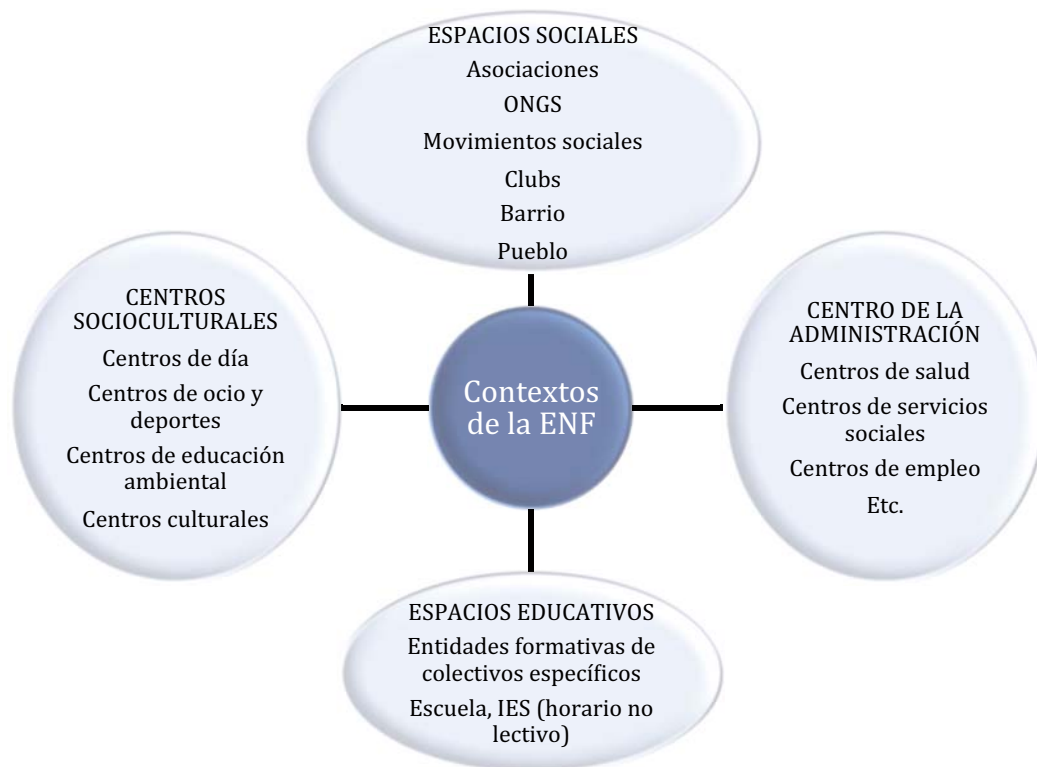 ESPACIOS SOCIALES
Asociaciones
ONGS
Movimientos sociales
Clubs
Barrio
Pueblo
CENTROS
SOCIOCULTURALES
Centros de día
Centros de ocio y
deportes
Centros de educación
ambiental
Centros culturales
Contextos
de la ENF
CENTRO DE LA
ADMINISTRACIÓN
Centros de salud
Centros de servicios
sociales
Centros de empleo
Etc.
ESPACIOS EDUCATIVOS
Entidades formativas de
colectivos específicos
Escuela, IES (horario no
lectivo)